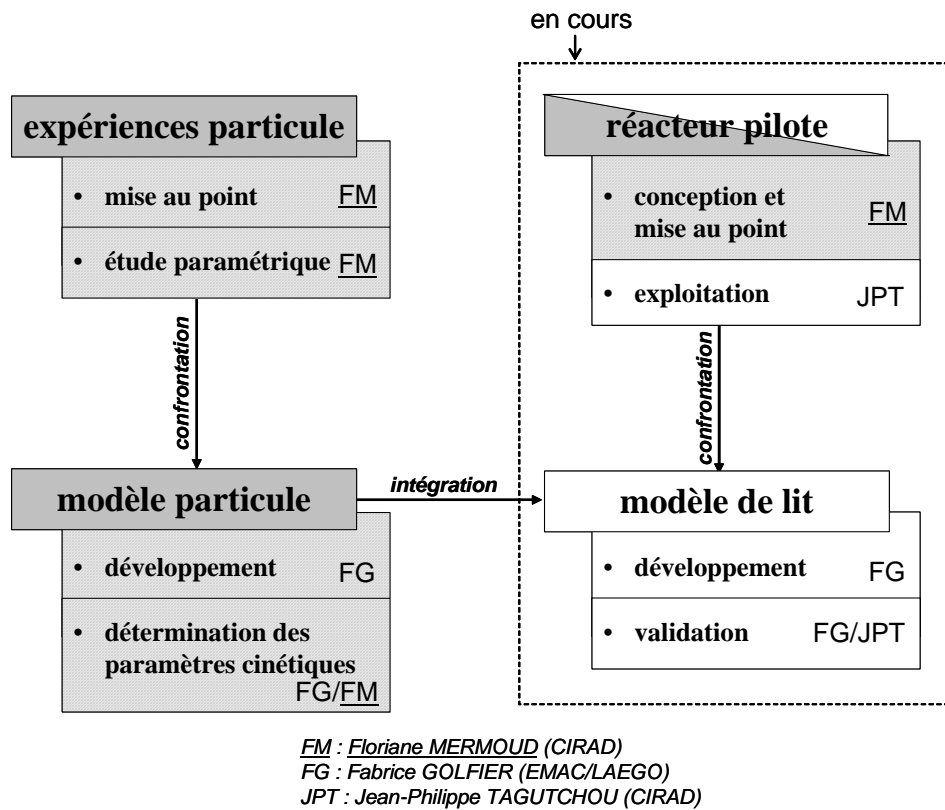 en cours
expériences particule
• mise au point FM
• étude paramétrique FM
confrontation
modèle particule
• développement FG
• détermination des
paramètres cinétiques
FG/FM
intégration
réacteur pilote
• conception et
mise au point FM
• exploitation JPT
confrontation
modèle de lit
• développement FG
• validation FG/JPT
FM : Floriane MERMOUD (CIRAD)
FG : Fabrice GOLFIER (EMAC/LAEGO)
JPT : Jean-Philippe TAGUTCHOU (CIRAD)